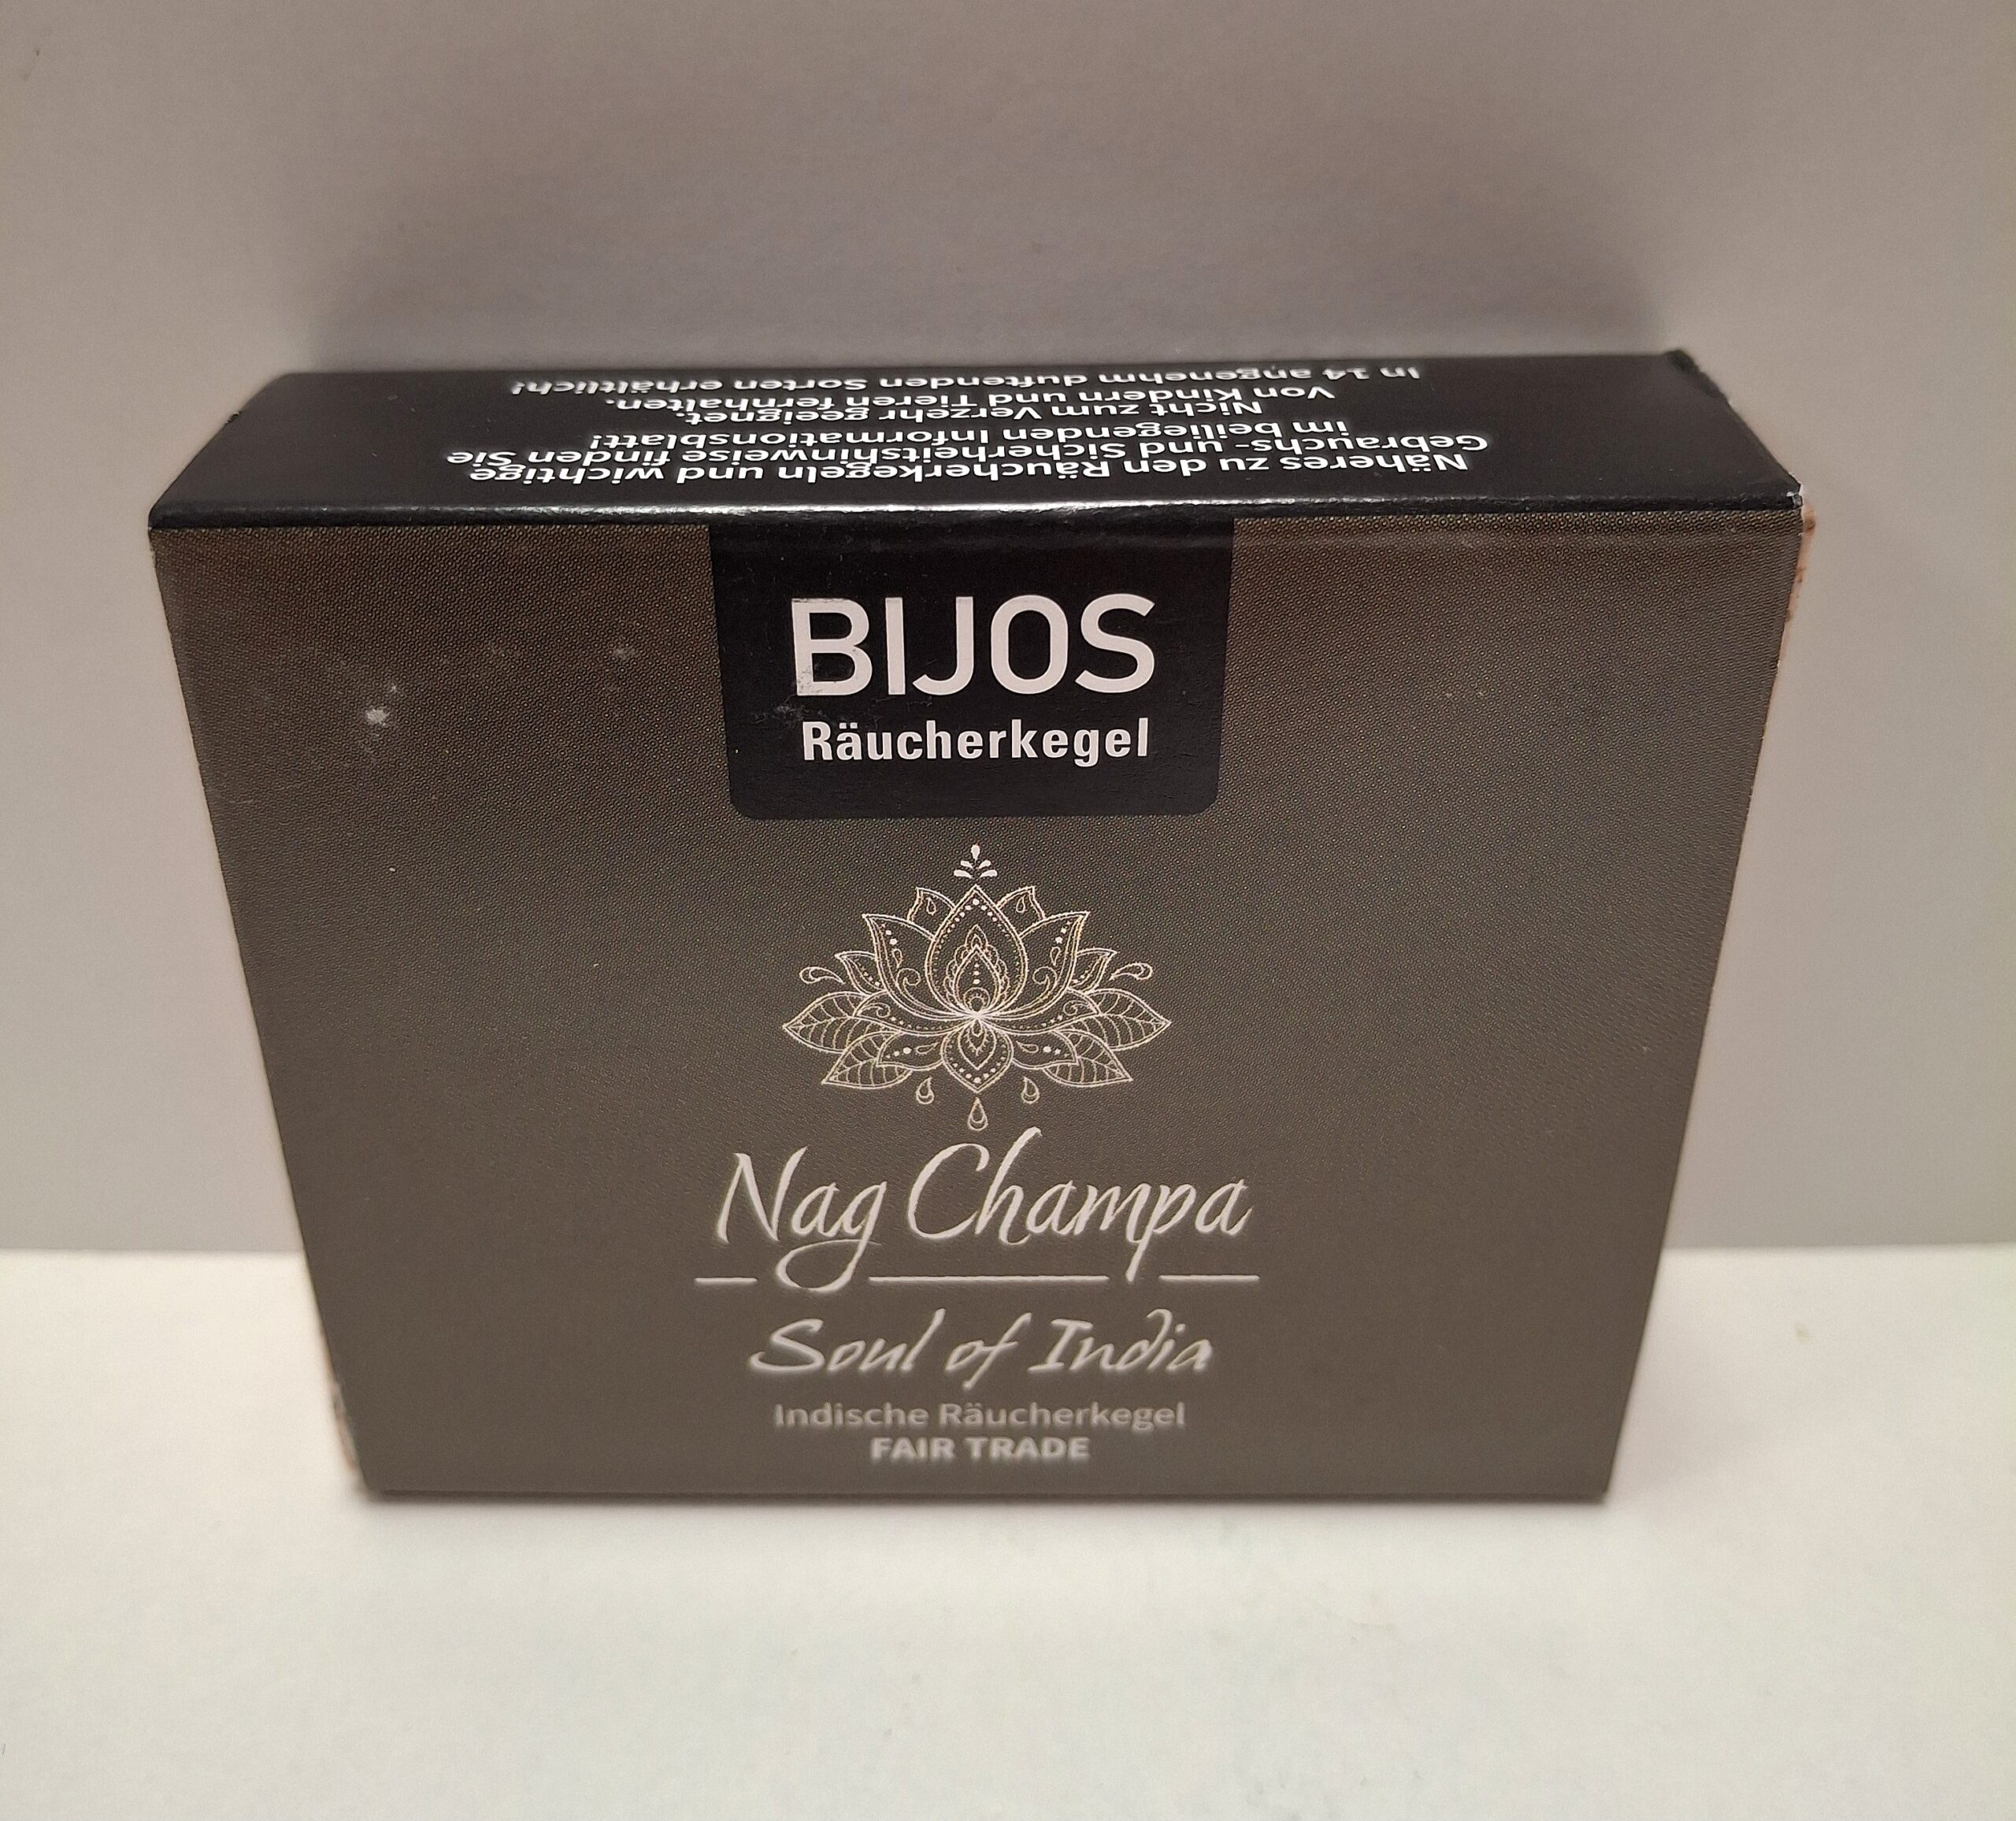 Näheres zu den Räucherkegeln und wichtige
Gebrauchs- und Sicherheitshinweise finden Sie
im beiliegenden Informationsblatt!
Nicht zum Verzehr geeignet.
Von Kindern und Tieren fernhalten.
In 14 angenehm duftenden Sorten erhältlich!
BIJOS
Räucherkegel
Nag Champa
Soul of India
Indische Räucherkegel
FAIR TRADE